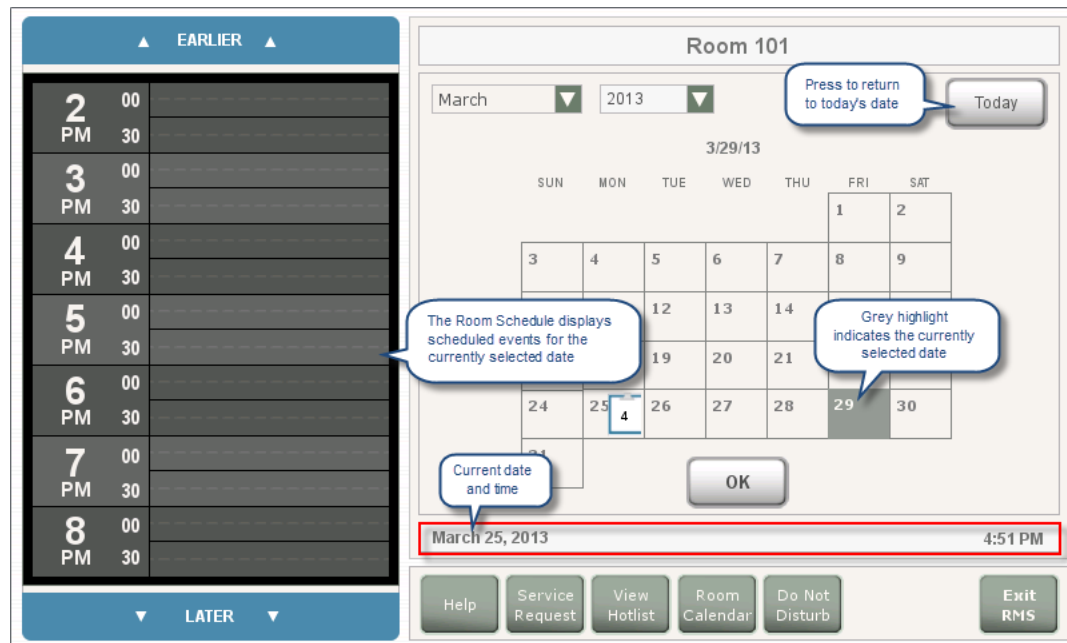 ▲ EARLIER ▲
2 PM 00
30
3 PM 00
30
4 PM 00
30
5 PM 00
30
6 PM 00
30
7 PM 00
30
8 PM 00
30
▼ LATER ▼
Room 101
March 2013
Press to return
to today's date
Today
3/29/13
SUN MON TUE WED THU FRI SAT
1 2
3 4 5 6 7 8 9
12 13 14
The Room Schedule displays
scheduled events for the
currently selected date
Grey highlight
indicates the currently
selected date
19 20 21
24 25 4 26 27 28 29 30
Current date
and time
OK
March 25, 2013 4:51 PM
Help
Service
Request
View
Hotlist
Room
Calendar
Do Not
Disturb
Exit
RMS